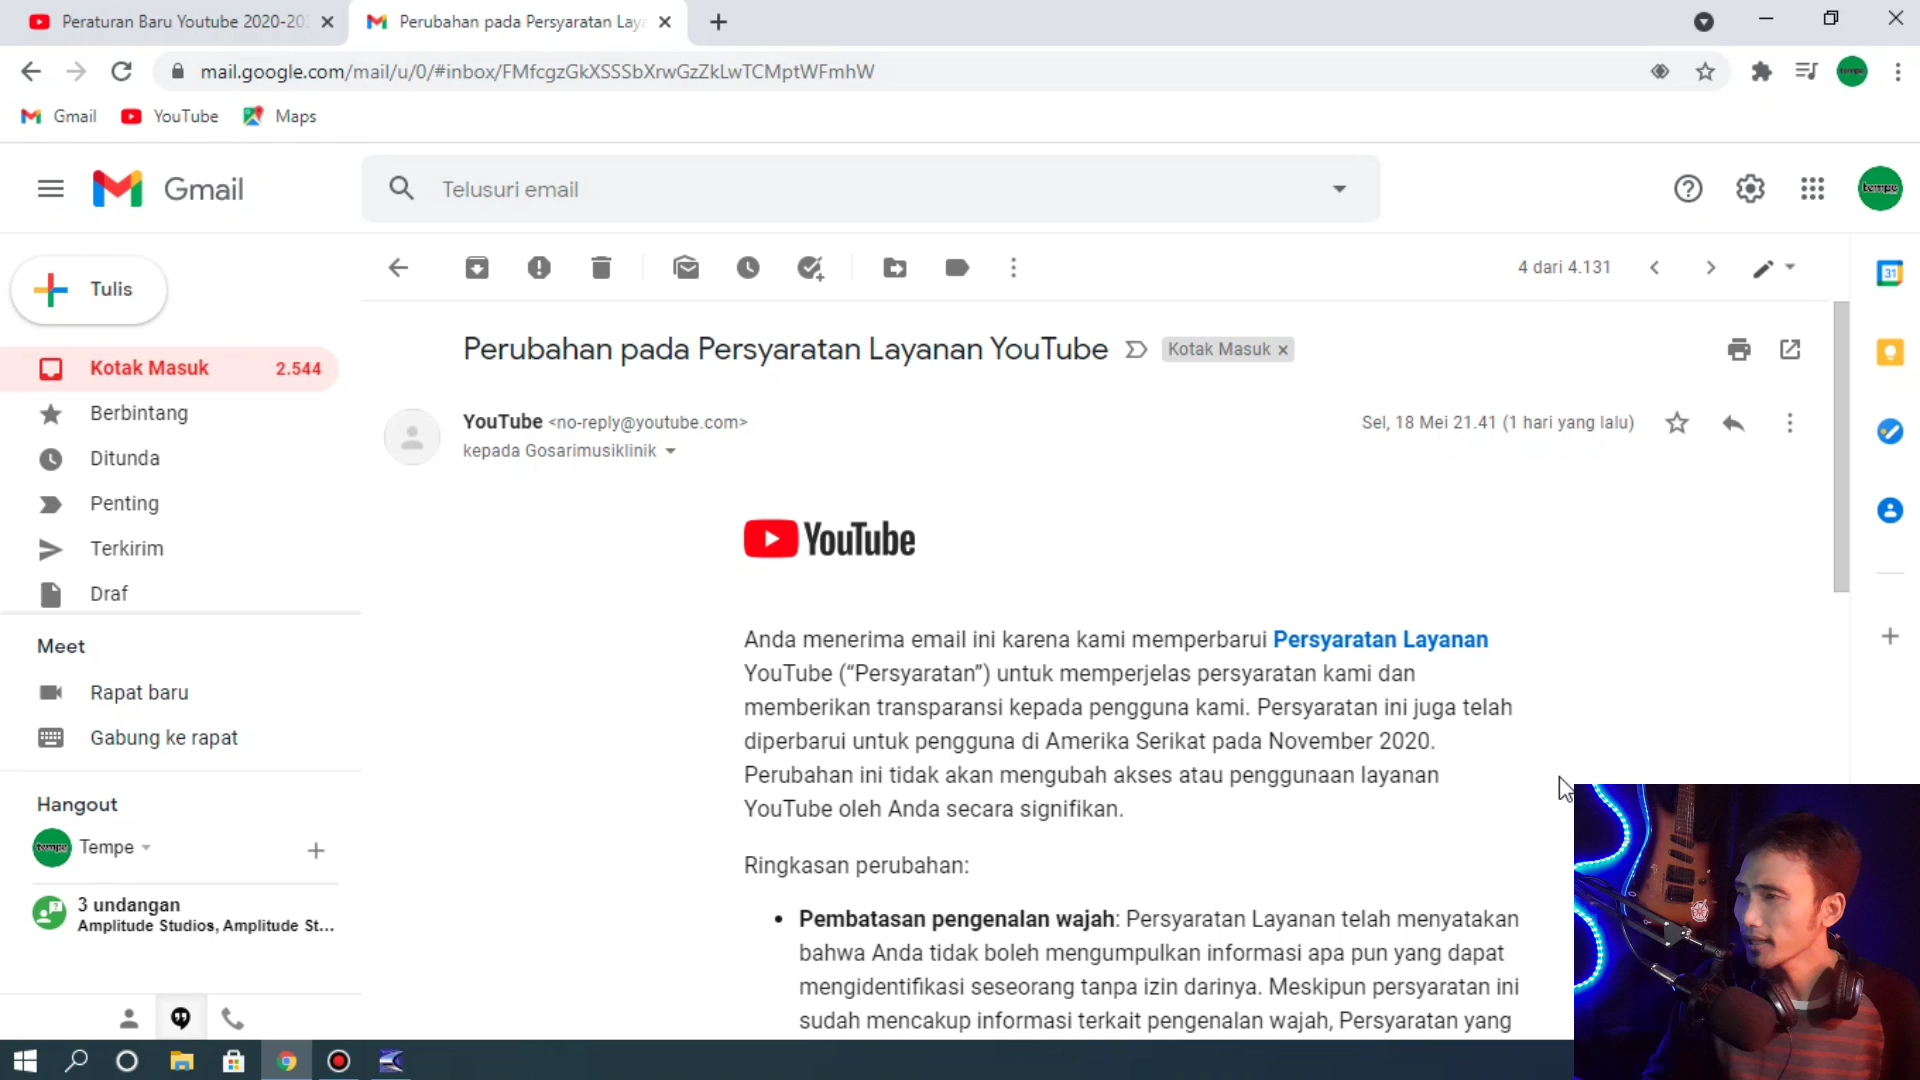 Peraturan Baru Youtube 2020-20
Perubahan pada Persyaratan Lay
mail.google.com/mail/u/0/#inbox/FMfcgzGkXSSSbXrwGzZkLwTCMptWFmhW
Gmail
YouTube
Maps
Gmail
Telusuri email
tempe
Tulis
4 dari 4.131
31
Perubahan pada Persyaratan Layanan YouTube
Kotak Masuk ×
Kotak Masuk 2.544
Berbintang
Ditunda
Penting
Terkirim
Draf
YouTube <no-reply@youtube.com>
kepada Gosarimusiklinik
Sel, 18 Mei 21.41 (1 hari yang lalu)
YouTube
Anda menerima email ini karena kami memperbarui Persyaratan Layanan
YouTube (“Persyaratan”) untuk memperjelas persyaratan kami dan
memberikan transparansi kepada pengguna kami. Persyaratan ini juga telah
diperbarui untuk pengguna di Amerika Serikat pada November 2020.
Perubahan ini tidak akan mengubah akses atau penggunaan layanan
YouTube oleh Anda secara signifikan.
Ringkasan perubahan:
• Pembatasan pengenalan wajah: Persyaratan Layanan telah menyatakan
bahwa Anda tidak boleh mengumpulkan informasi apa pun yang dapat
mengidentifikasi seseorang tanpa izin darinya. Meskipun persyaratan ini
sudah mencakup informasi terkait pengenalan wajah, Persyaratan yang
Meet
Rapat baru
Gabung ke rapat
Hangout
tempe
Tempe
3 undangan
Amplitude Studios, Amplitude St...